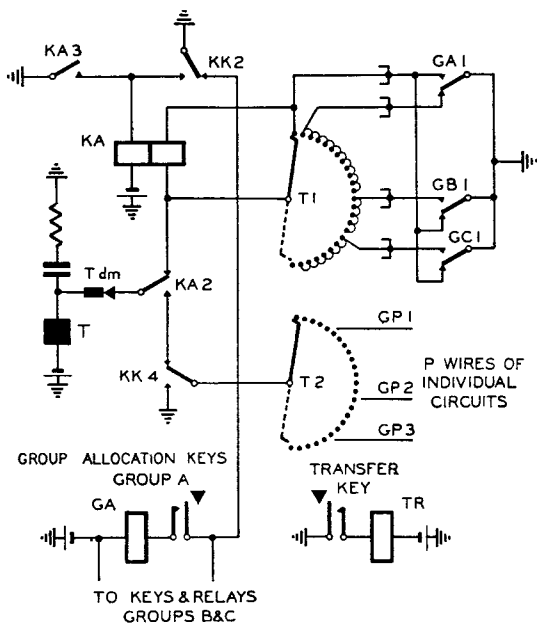 KA3
KK2
GA1
KA
T1
GB1
GC1
Tdm
KA2
T
GP1
KK4
T2
P WIRES OF
INDIVIDUAL
CIRCUITS
GP2
GP3
GROUP ALLOCATION KEYS
GROUP A
TRANSFER
KEY
GA
TR
TO KEYS & RELAYS
GROUPS B&C